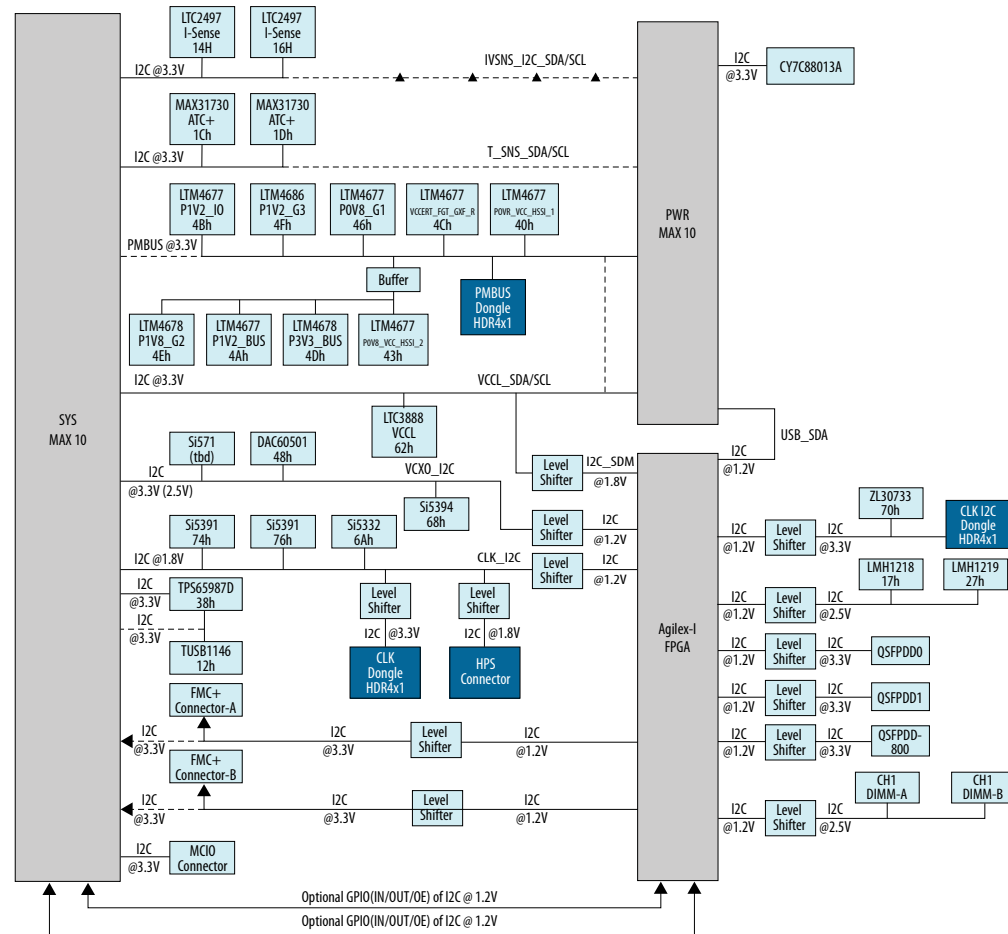 LTC2497
I-Sense
14H
LTC2497
I-Sense
16H
I2C @3.3V
IVSNS_I2C_SDA/SCL
I2C
@3.3V
CY7C88013A
MAX31730
ATC+
1Ch
MAX31730
ATC+
1Dh
I2C @3.3V
T_SNS_SDA/SCL
LTM4677
P1V2_IO
4Bh
LTM4686
P1V2_G3
4Fh
LTM4677
P0V8_G1
46h
LTM4677
VCCERT_FGT_GXF_R
4Ch
LTM4677
P0VR_VCC_HSSI_1
40h
PWR
MAX 10
PMBUS @3.3V
Buffer
PMBUS
Dongle
HDR4x1
LTM4678
P1V8_G2
4Eh
LTM4677
P1V2_BUS
4Ah
LTM4678
P3V3_BUS
4Dh
LTM4677
P0V8_VCC_HSSI_2
43h
I2C @3.3V
VCCL_SDA/SCL
SYS
MAX 10
LTC3888
VCCL
62h
USB_SDA
Si571
(tbd)
DAC60501
48h
I2C
@3.3V (2.5V)
VCXO_I2C
Si5394
68h
Level
Shifter
I2C_SDM
@1.8V
I2C
@1.2V
Level
Shifter
I2C
@1.2V
I2C
@1.2V
Level
Shifter
I2C
@3.3V
ZL30733
70h
CLK I2C
Dongle
HDR4x1
Si5391
74h
Si5391
76h
Si5332
6Ah
I2C @1.8V
CLK_I2C
Level
Shifter
I2C
@1.2V
LMH1218
17h
LMH1219
27h
I2C
@1.2V
Level
Shifter
I2C
@2.5V
I2C
@3.3V
TPS65987D
38h
I2C
@3.3V
TUSB1146
12h
Level
Shifter
I2C
@3.3V
CLK
Dongle
HDR4x1
Level
Shifter
I2C
@1.8V
HPS
Connector
Agilex-I
FPGA
I2C
@1.2V
Level
Shifter
I2C
@3.3V
QSFPDD0
I2C
@1.2V
Level
Shifter
I2C
@3.3V
QSFPDD1
FMC+
Connector-A
I2C
@3.3V
I2C
@3.3V
Level
Shifter
I2C
@1.2V
I2C
@1.2V
Level
Shifter
I2C
@3.3V
QSFPDD-
800
FMC+
Connector-B
I2C
@3.3V
I2C
@3.3V
Level
Shifter
I2C
@1.2V
CH1
DIMM-A
CH1
DIMM-B
I2C
@1.2V
Level
Shifter
I2C
@2.5V
I2C
@3.3V
MCIO
Connector
Optional GPIO(IN/OUT/OE) of I2C @ 1.2V
Optional GPIO(IN/OUT/OE) of I2C @ 1.2V